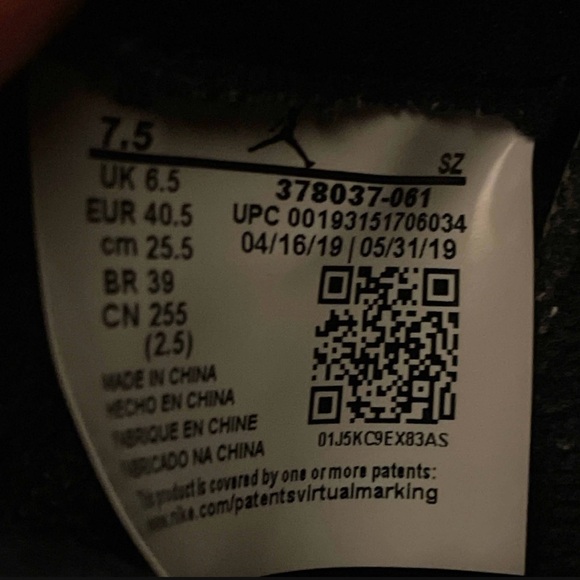 7.5
SZ
UK 6.5
378037-061
EUR 40.5
UPC 00193151706034
cm 25.5
04/16/19 | 05/31/19
BR 39
CN 255
(2.5)
MADE IN CHINA
HECHO EN CHINA
FABRIQUE EN CHINE
FABRICADO NA CHINA
01J5KC9EX83AS
This product is covered by one or more patents:
www.nike.com/patentsvirtualmarking